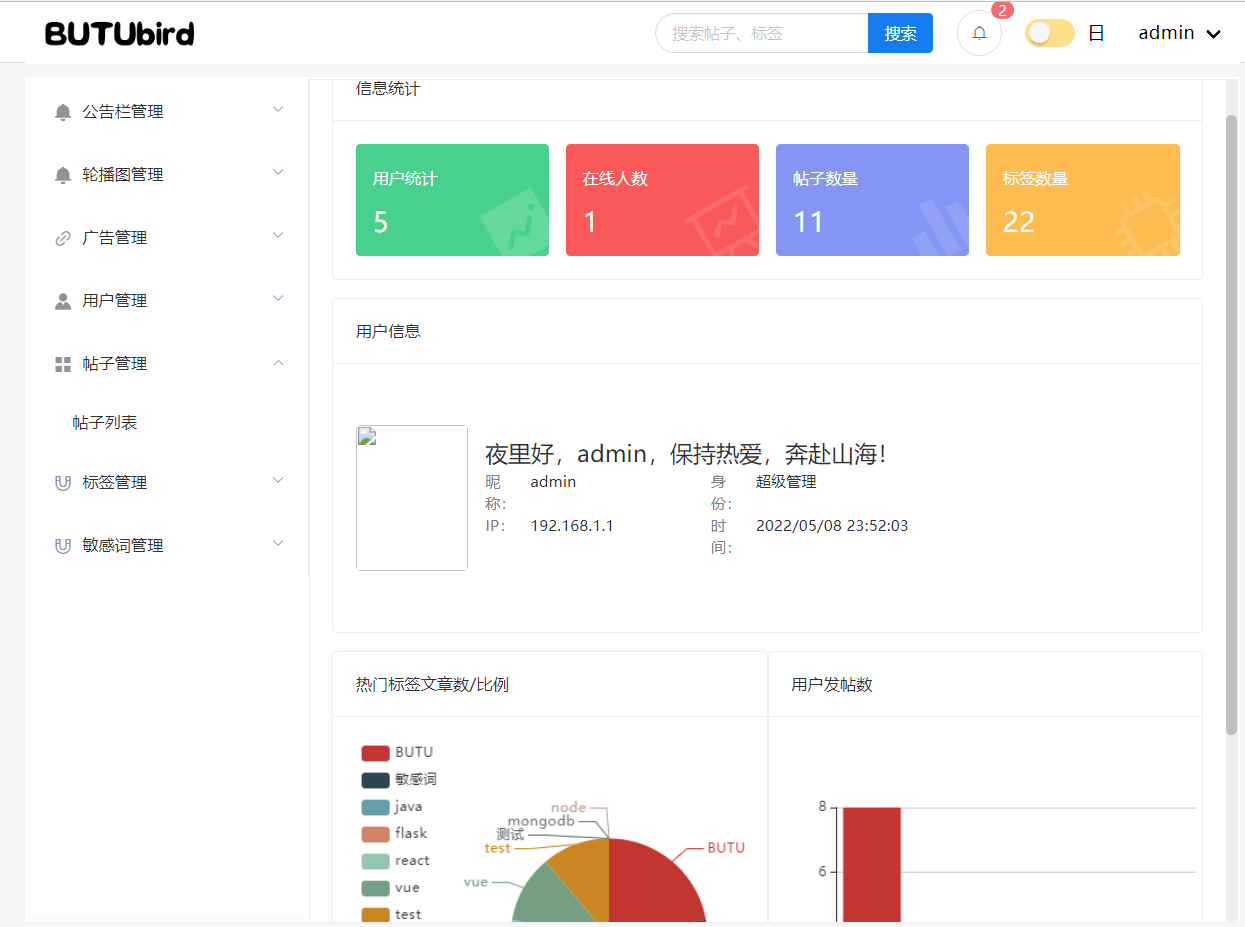 BUTUbird
搜索帖子、标签
搜索
2
日
admin
公告栏管理
轮播图管理
广告管理
用户管理
帖子管理
帖子列表
标签管理
敏感词管理
信息统计
用户统计
5
在线人数
1
帖子数量
11
标签数量
22
用户信息
夜里好，admin，保持热爱，奔赴山海！
昵称：
admin
身份：
超级管理
IP：
192.168.1.1
时间：
2022/05/08 23:52:03
热门标签文章数/比例
BUTU
敏感词
java
flask
react
vue
test
node
mongodb
测试
test
vue
BUTU
用户发帖数
8
6